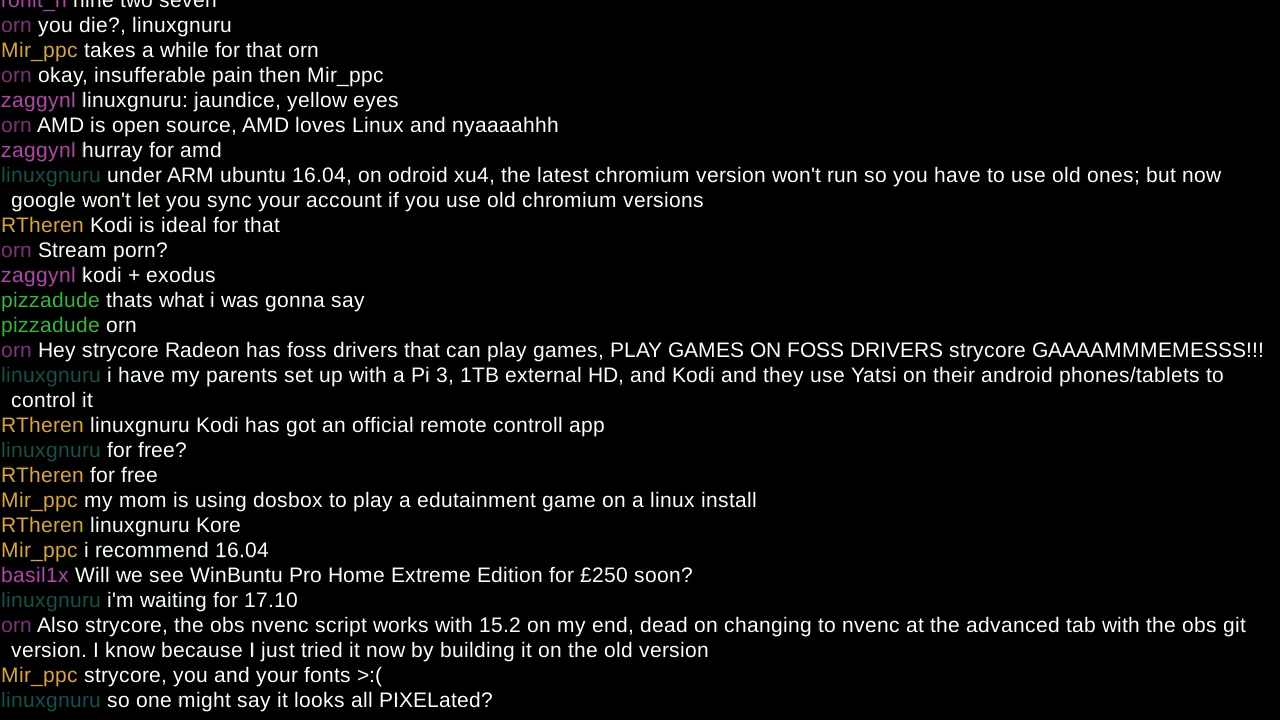 rohit_h nine two seven
orn you die?, linuxgnuru
Mir_ppc takes a while for that orn
orn okay, insufferable pain then Mir_ppc
zaggynl linuxgnuru: jaundice, yellow eyes
orn AMD is open source, AMD loves Linux and nyaaaahhh
zaggynl hurray for amd
linuxgnuru under ARM ubuntu 16.04, on odroid xu4, the latest chromium version won't run so you have to use old ones; but now
google won't let you sync your account if you use old chromium versions
RTheren Kodi is ideal for that
orn Stream porn?
zaggynl kodi + exodus
pizzadude thats what i was gonna say
pizzadude orn
orn Hey strycore Radeon has foss drivers that can play games, PLAY GAMES ON FOSS DRIVERS strycore GAAAAMMMEMESSS!!!
linuxgnuru i have my parents set up with a Pi 3, 1TB external HD, and Kodi and they use Yatsi on their android phones/tablets to
control it
RTheren linuxgnuru Kodi has got an official remote controll app
linuxgnuru for free?
RTheren for free
Mir_ppc my mom is using dosbox to play a edutainment game on a linux install
RTheren linuxgnuru Kore
Mir_ppc i recommend 16.04
basil1x Will we see WinBuntu Pro Home Extreme Edition for £250 soon?
linuxgnuru i'm waiting for 17.10
orn Also strycore, the obs nvenc script works with 15.2 on my end, dead on changing to nvenc at the advanced tab with the obs git
version. I know because I just tried it now by building it on the old version
Mir_ppc strycore, you and your fonts >:(
linuxgnuru so one might say it looks all PIXELated?